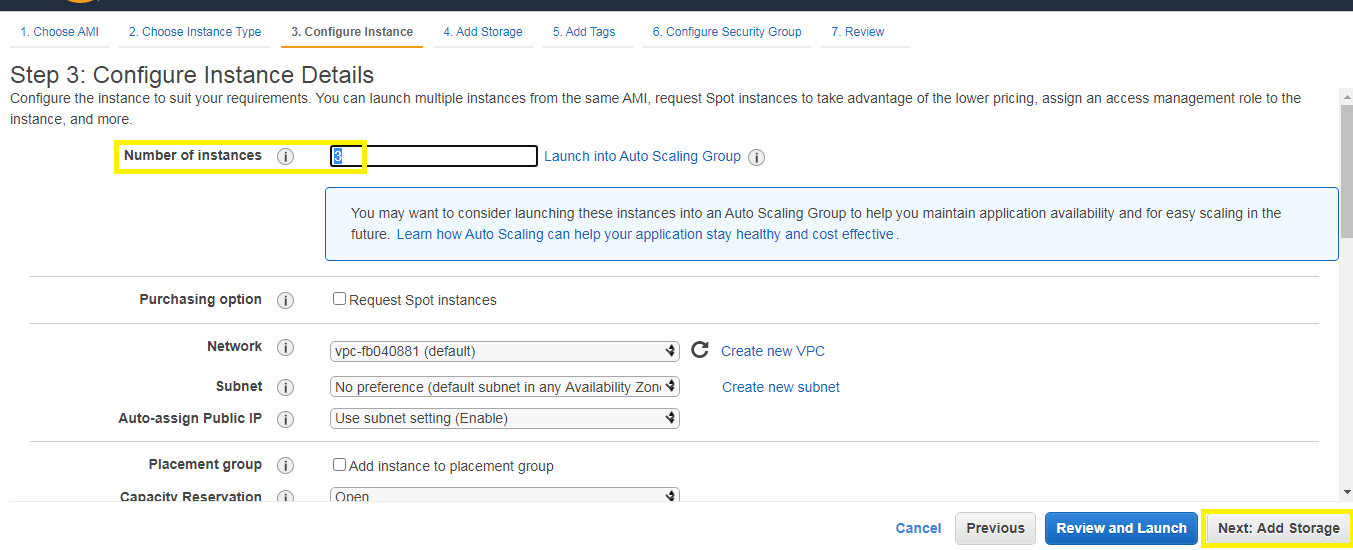 1. Choose AMI 2. Choose Instance Type 3. Configure Instance 4. Add Storage 5. Add Tags 6. Configure Security Group 7. Review
Step 3: Configure Instance Details
Configure the instance to suit your requirements. You can launch multiple instances from the same AMI, request Spot instances to take advantage of the lower pricing, assign an access management role to the
instance, and more.
Number of instances i 3 Launch into Auto Scaling Group i
You may want to consider launching these instances into an Auto Scaling Group to help you maintain application availability and for easy scaling in the
future. Learn how Auto Scaling can help your application stay healthy and cost effective.
Purchasing option i Request Spot instances
Network i vpc-fb040881 (default) Create new VPC
Subnet i No preference (default subnet in any Availability Zon Create new subnet
Auto-assign Public IP i Use subnet setting (Enable)
Placement group i Add instance to placement group
Capacity Reservation i Open
Cancel Previous Review and Launch Next: Add Storage